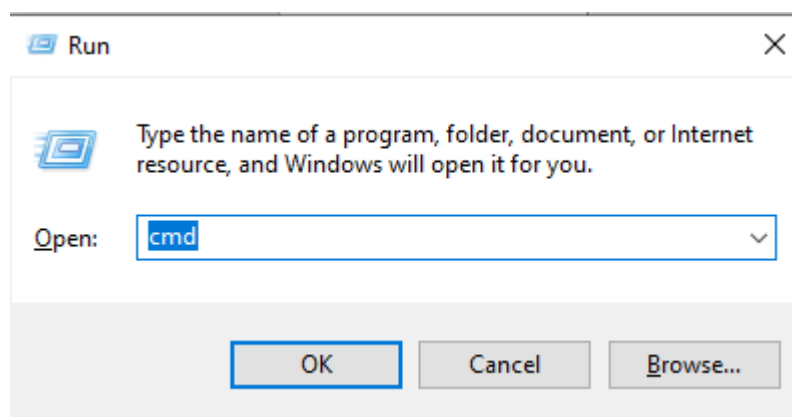 Run
Type the name of a program, folder, document, or Internet
resource, and Windows will open it for you.
Open: cmd
OK Cancel Browse...